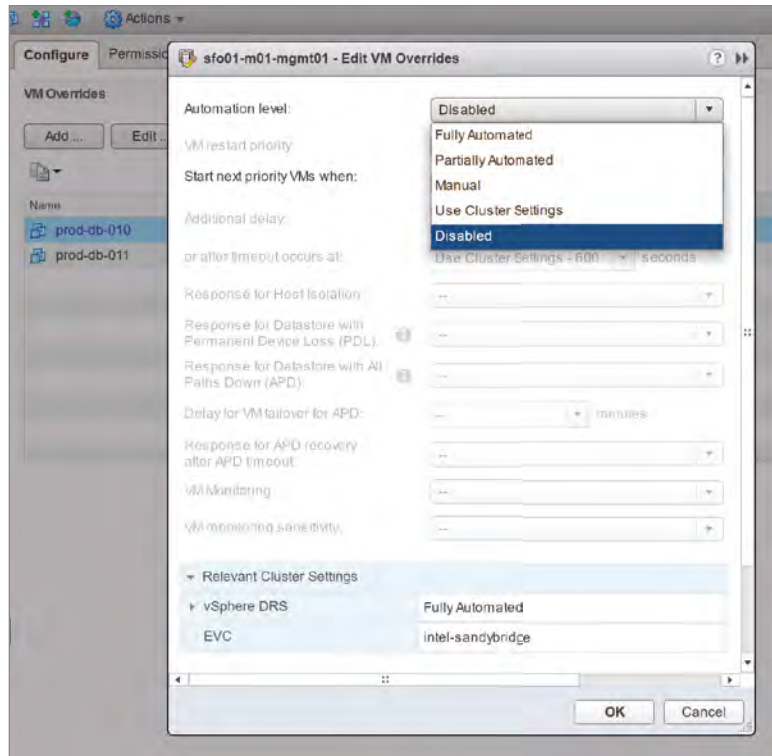 Actions
Configure
Permissio
sfo01-m01-mgmt01 - Edit VM Overrides
?
VM Overrides
Add ...
Edit ..
Name
prod-db-010
prod-db-011
Automation level:
Disabled
Fully Automated
Partially Automated
Manual
Use Cluster Settings
Disabled
VM restart priority
Start next priority VMs when:
Additional delay:
or after timeout occurs at:
Use Cluster Settings - 600
seconds
Response for Host Isolation
--
Response for Datastore with
Permanent Device Loss (PDL):
--
Response for Datastore with All
Paths Down (APD):
--
Delay for VM failover for APD:
--
minutes
Response for APD recovery
after APD timeout:
--
VM Monitoring
--
VM monitoring sensitivity:
--
Relevant Cluster Settings
vSphere DRS
Fully Automated
EVC
intel-sandybridge
OK
Cancel